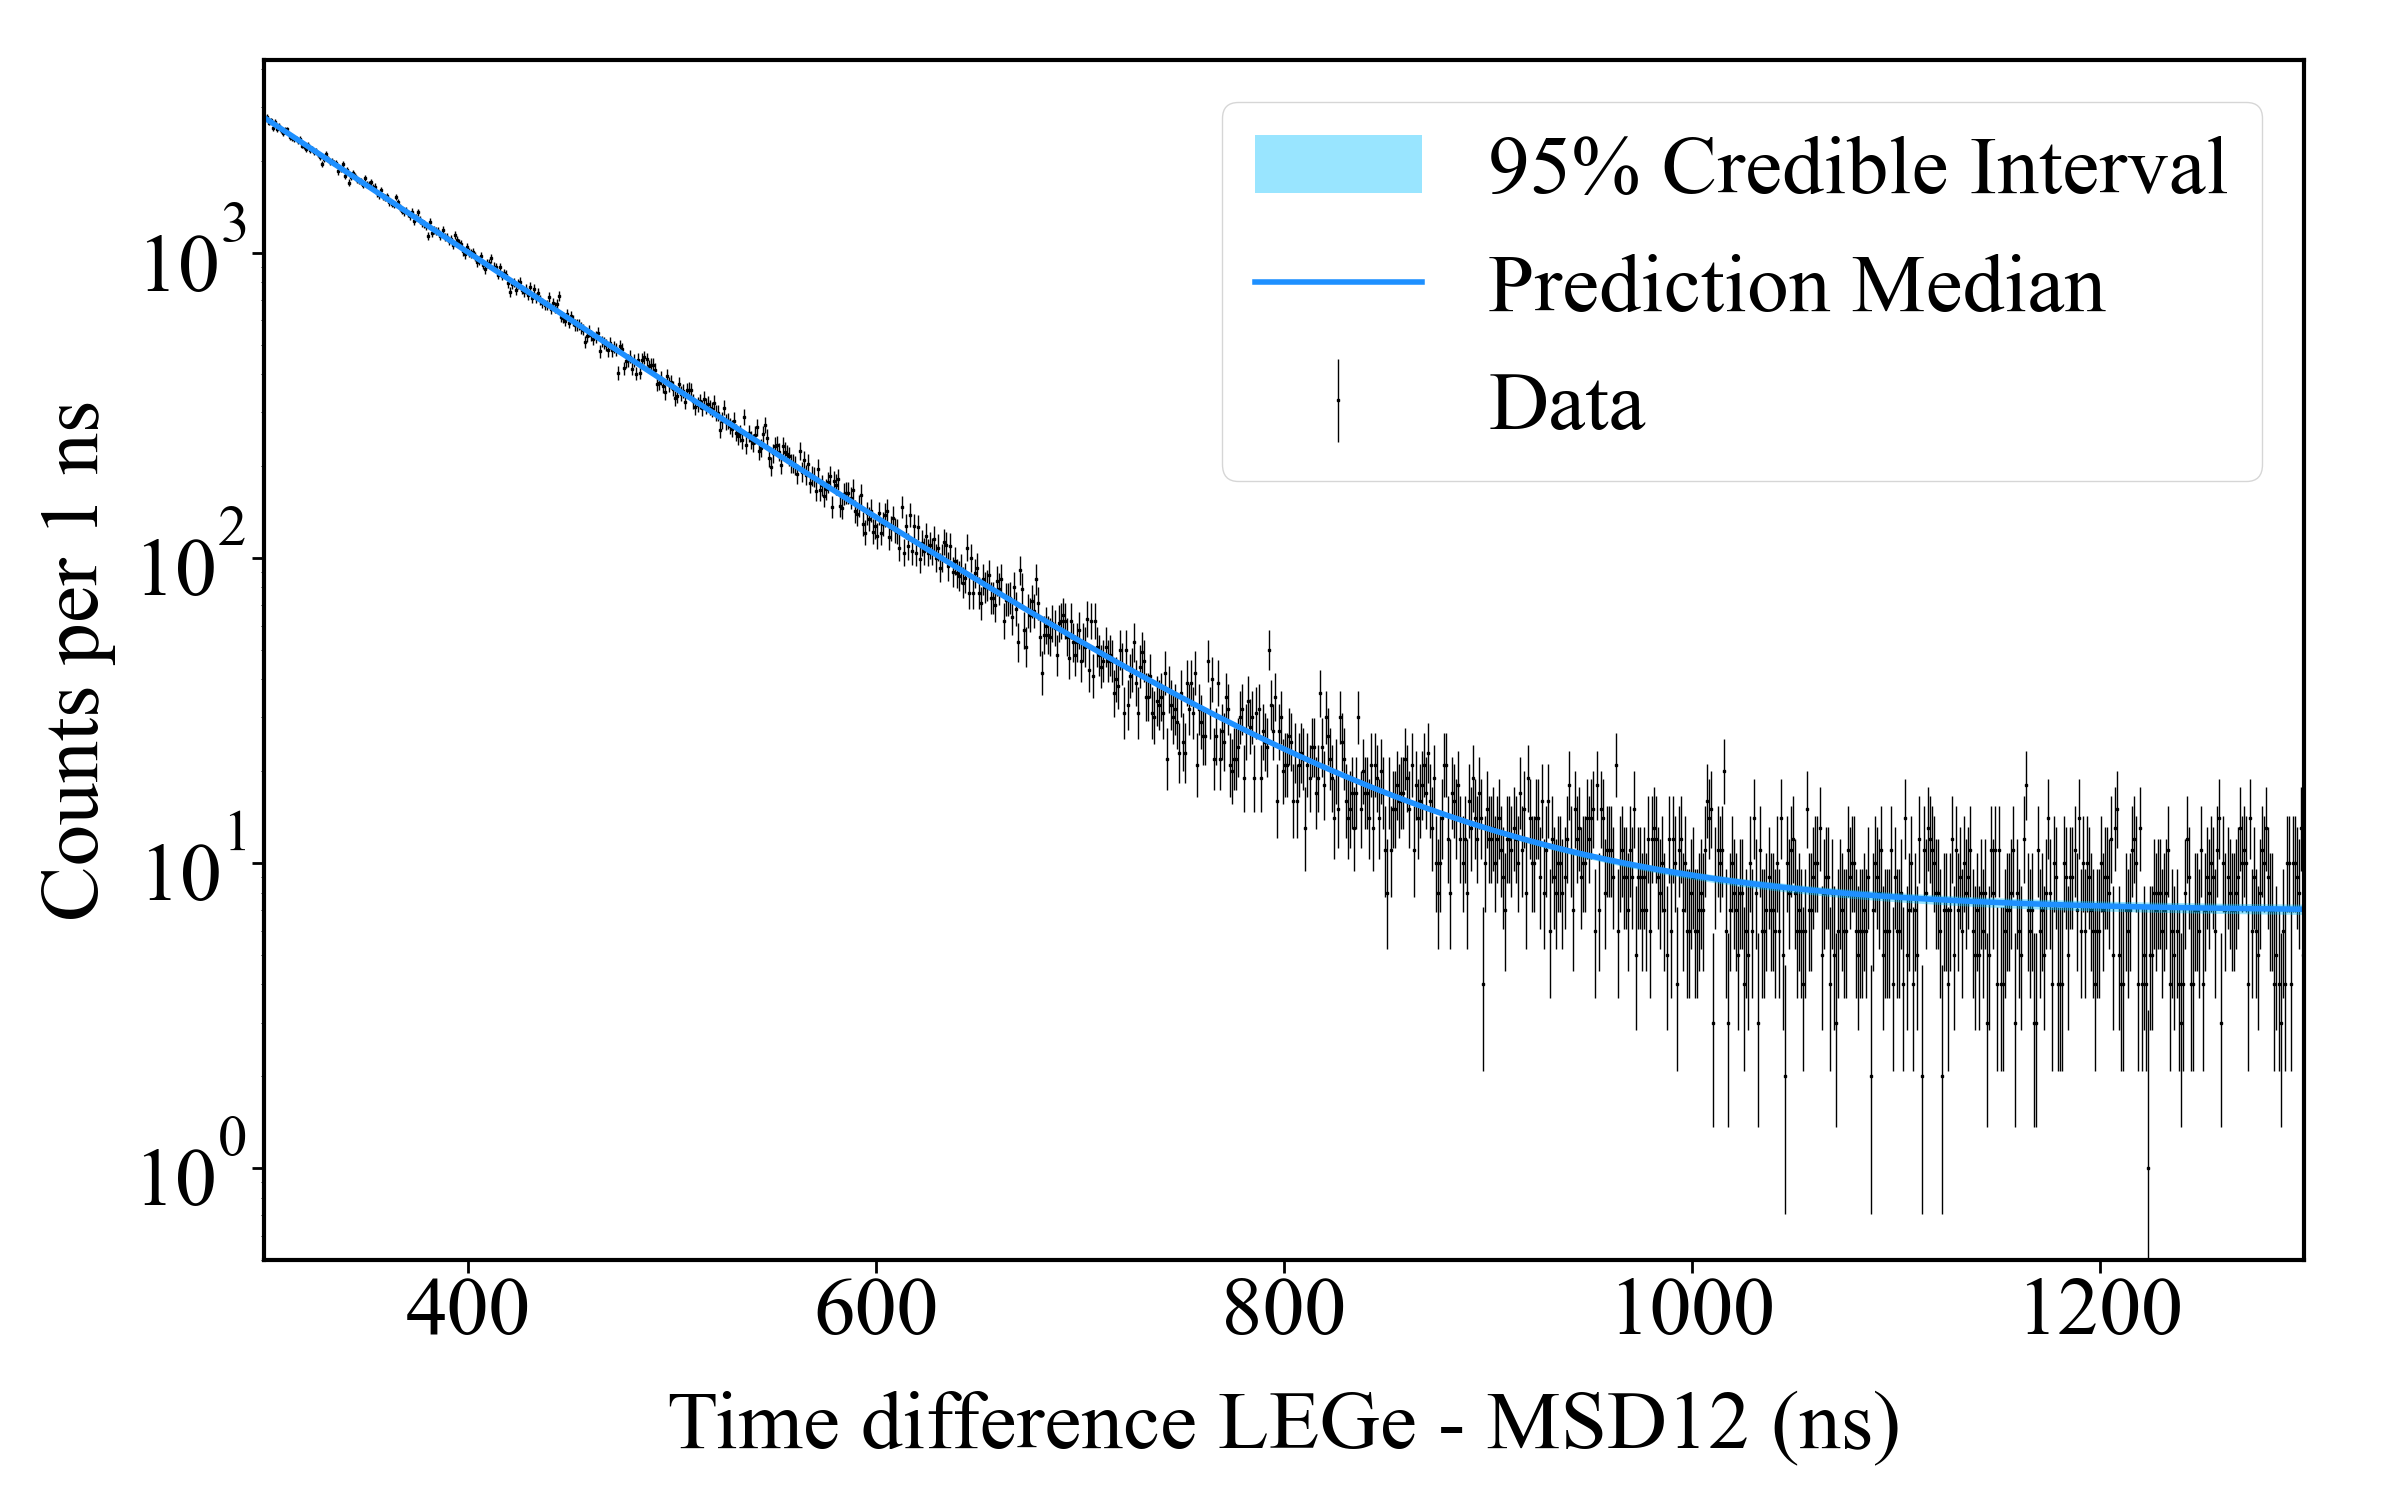 95% Credible Interval
Prediction Median
Data
Counts per 1 ns
10³
10²
10¹
10⁰
400 600 800 1000 1200
Time difference LEGe - MSD12 (ns)